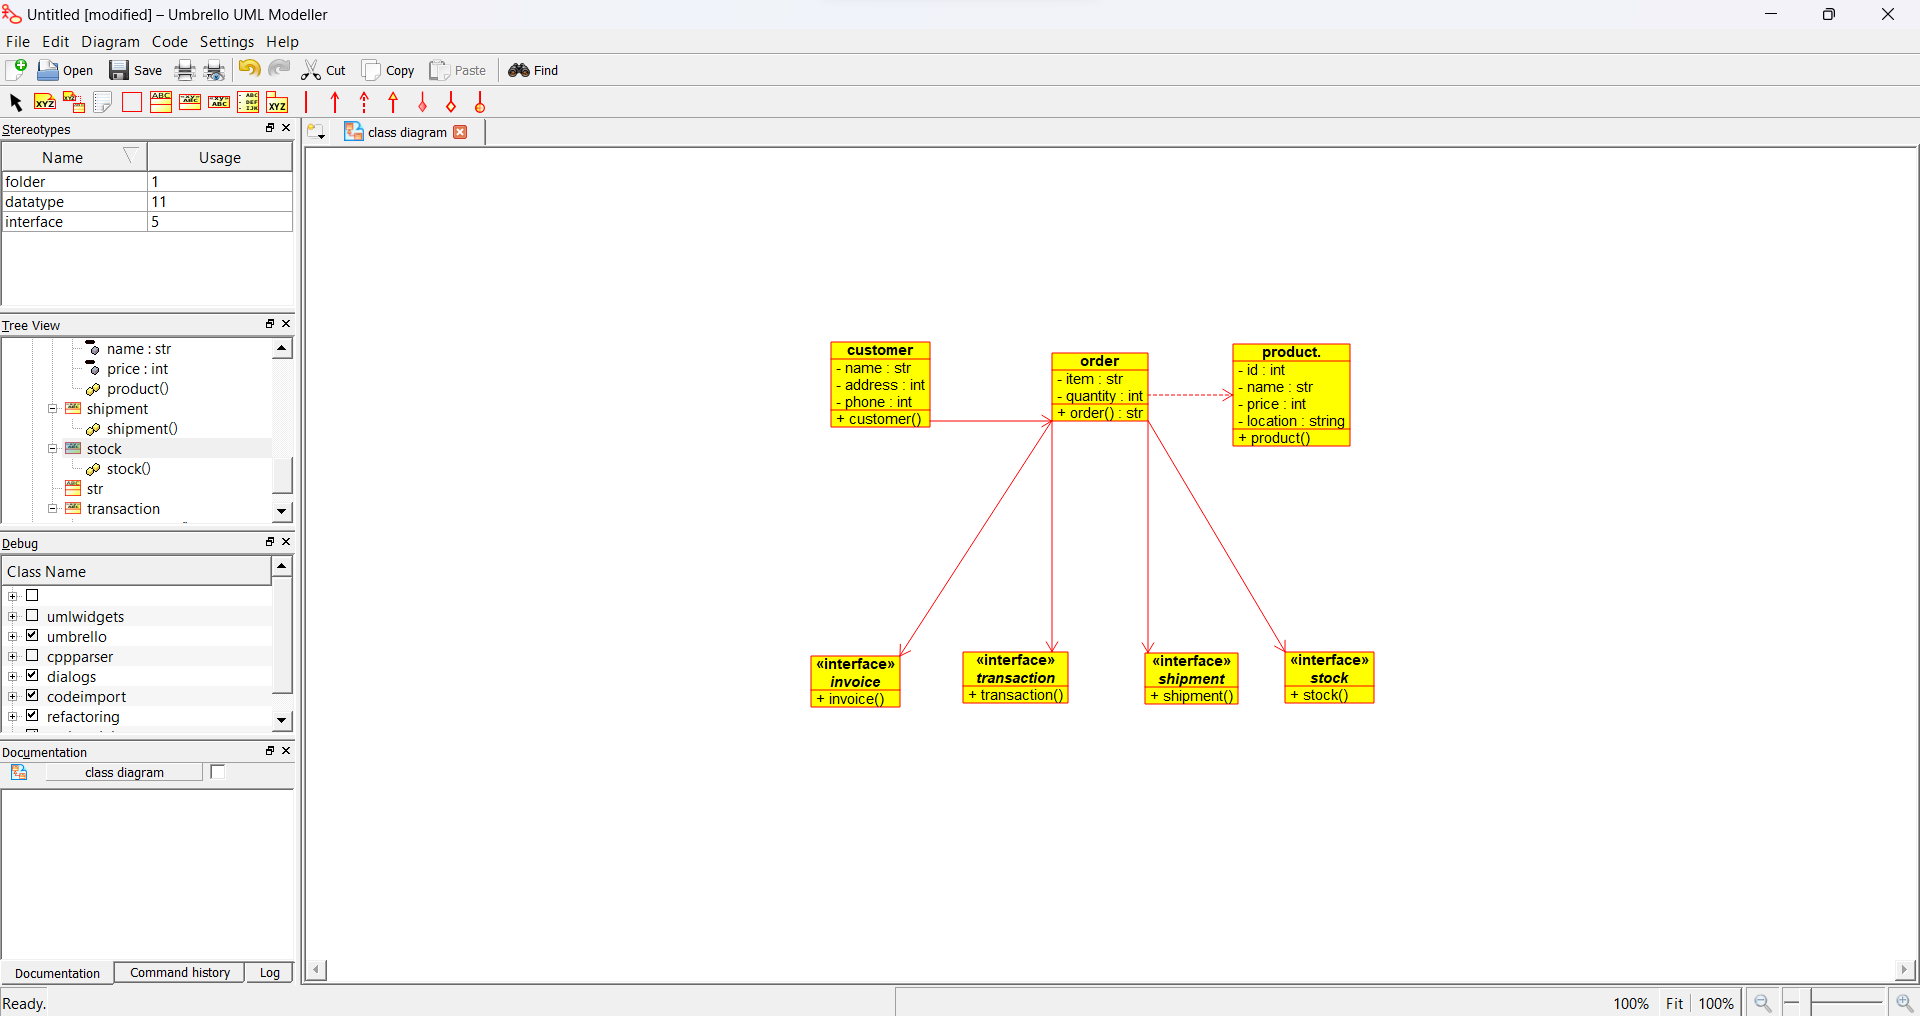 Untitled [modified] – Umbrello UML Modeller
File Edit Diagram Code Settings Help
Open Save Cut Copy Paste Find
Stereotypes
Name Usage
folder 1
datatype 11
interface 5
Tree View
name : str
price : int
product()
shipment
shipment()
stock
stock()
str
transaction
Debug
Class Name
umlwidgets
umbrello
cppparser
dialogs
codeimport
refactoring
Documentation
class diagram
Documentation Command history Log
Ready.
class diagram
customer
- name : str
- address : int
- phone : int
+ customer()
order
- item : str
- quantity : int
+ order() : str
product.
- id : int
- name : str
- price : int
- location : string
+ product()
«interface»
invoice
+ invoice()
«interface»
transaction
+ transaction()
«interface»
shipment
+ shipment()
«interface»
stock
+ stock()
100% Fit 100%